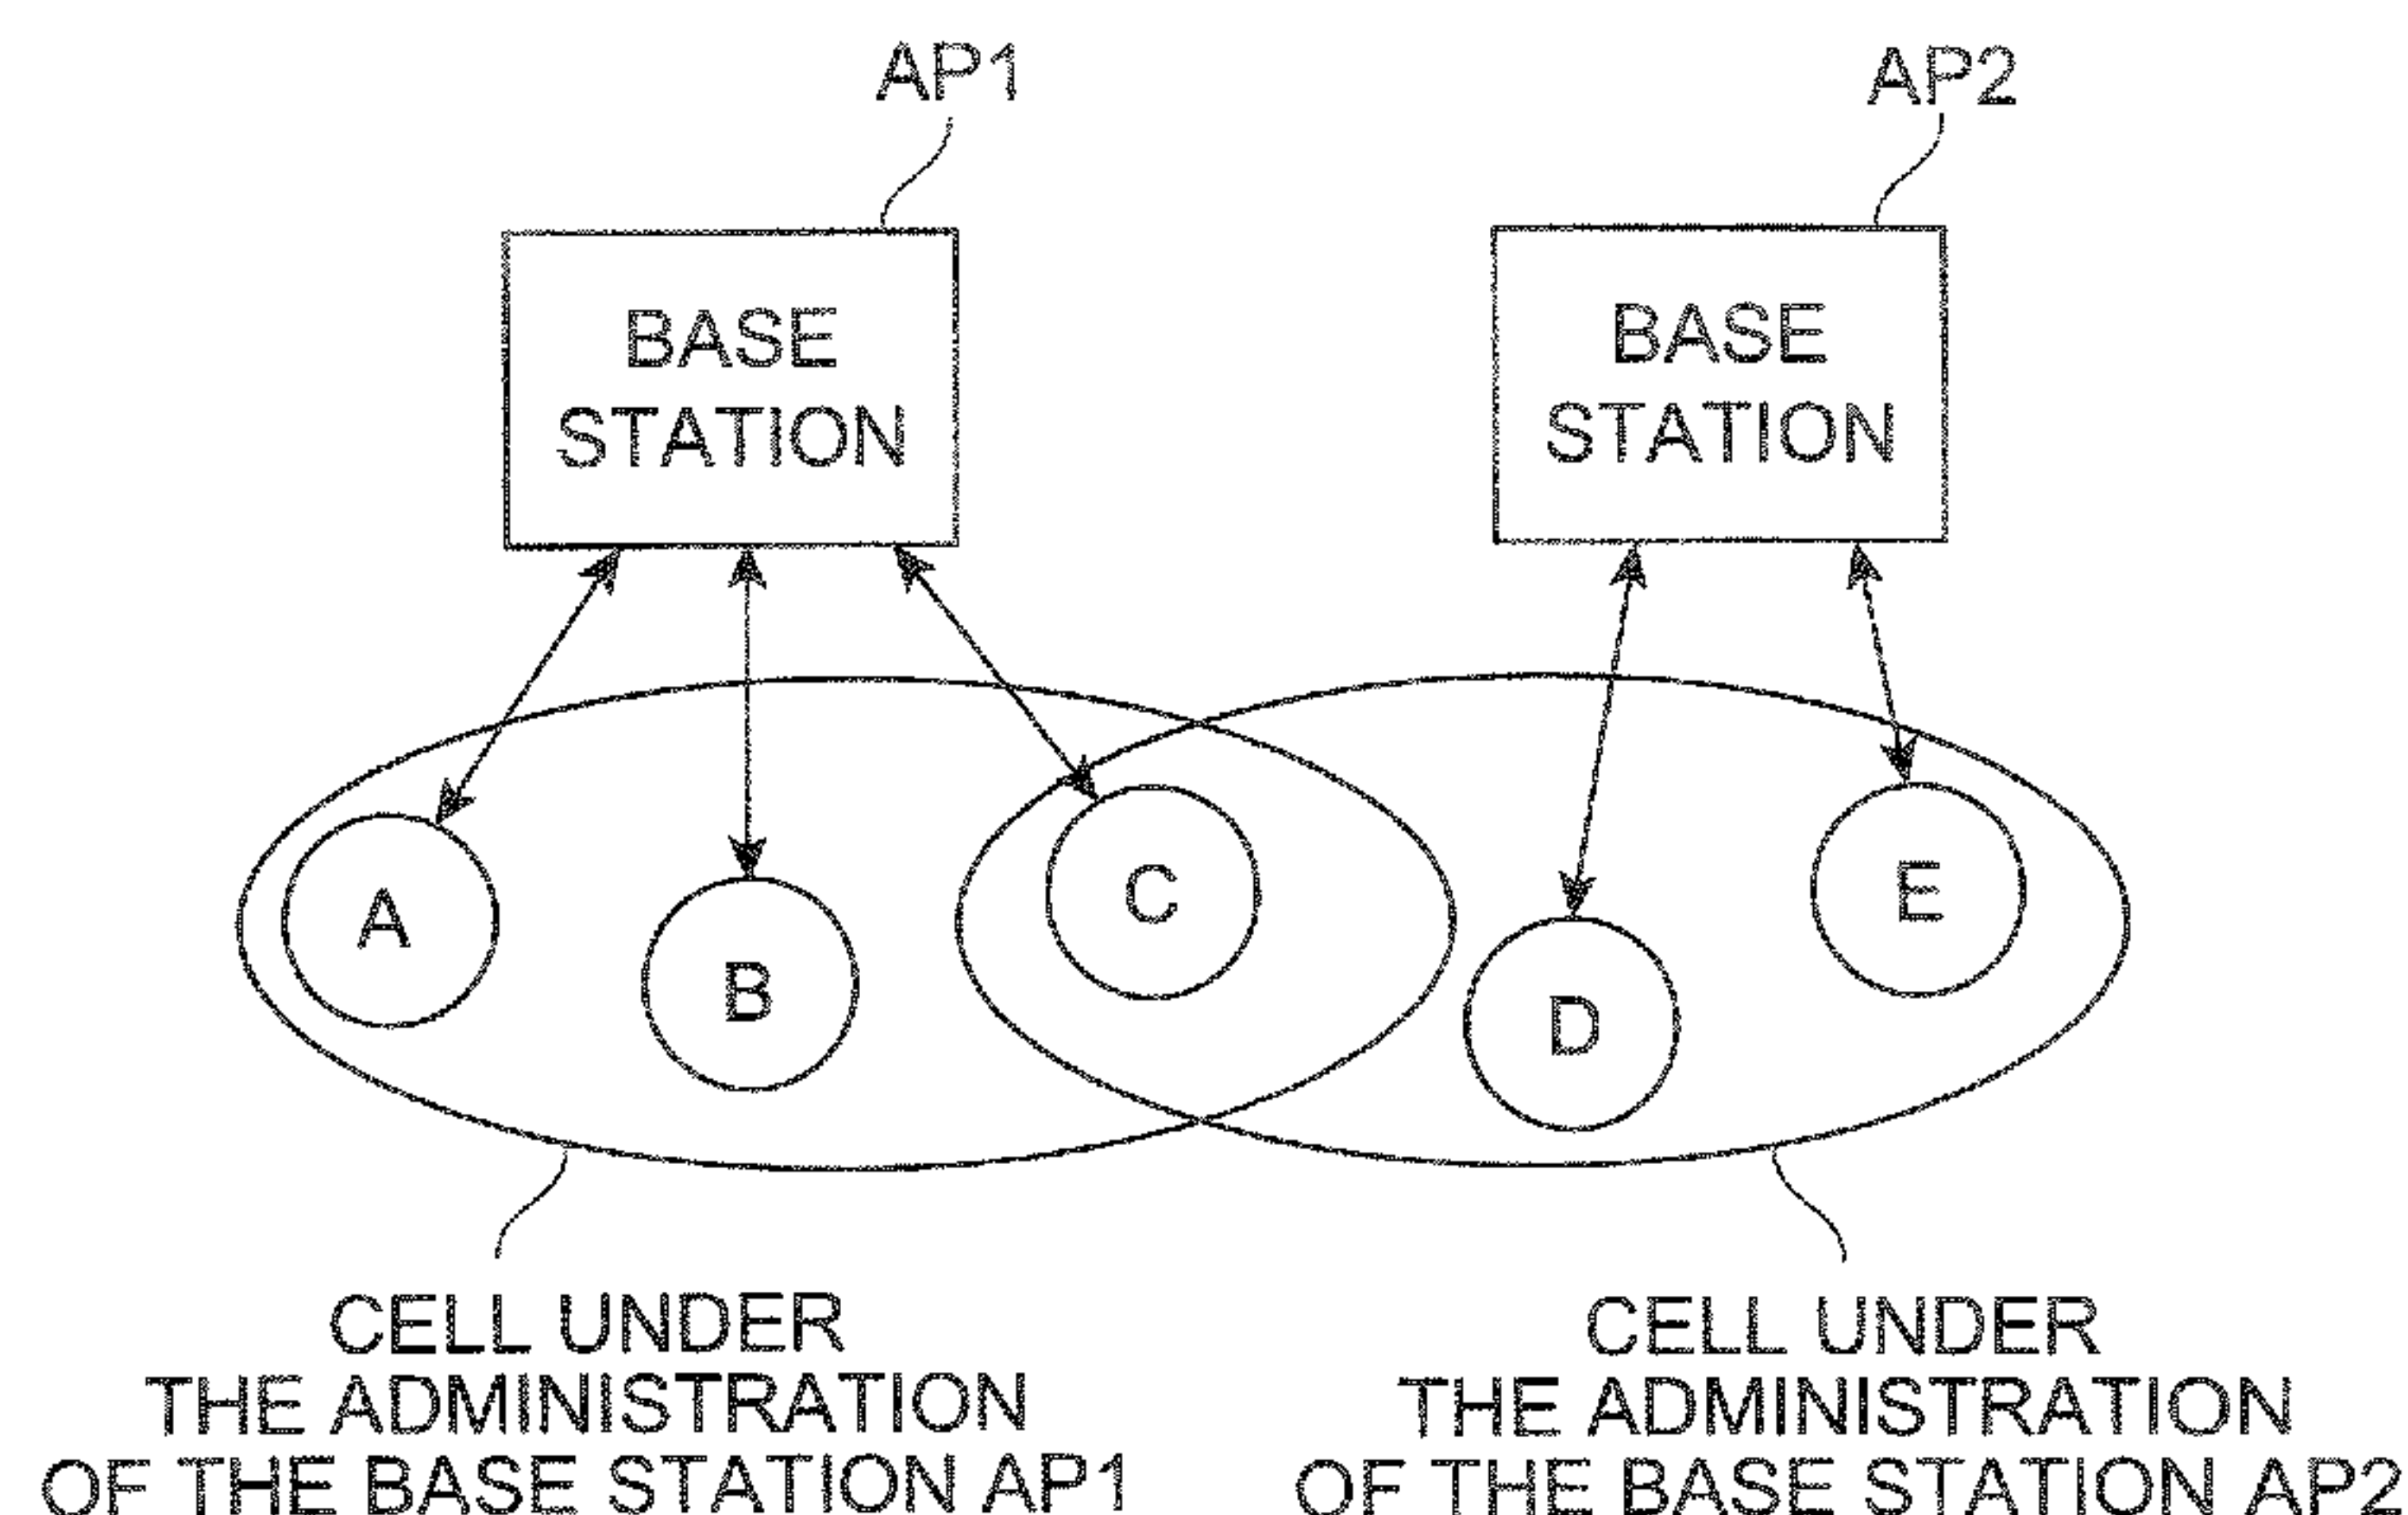 AP1
AP2
BASE
STATION
BASE
STATION
A
B
C
D
E
CELL UNDER
THE ADMINISTRATION
OF THE BASE STATION AP1
CELL UNDER
THE ADMINISTRATION
OF THE BASE STATION AP2